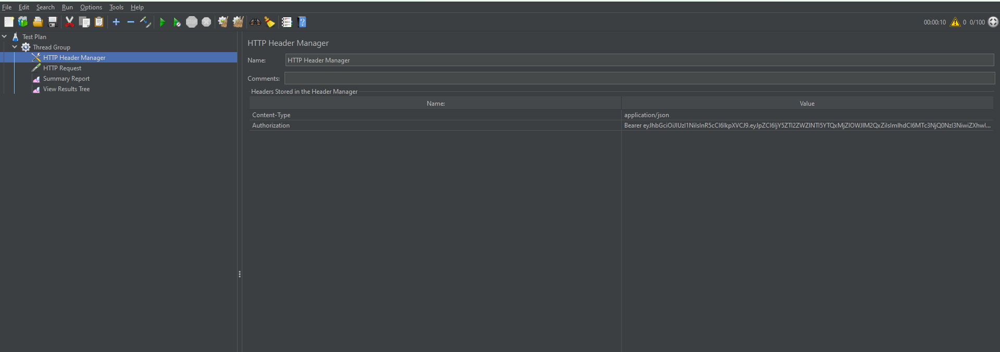 File Edit Search Run Options Tools Help
00:00:10 0 0/100
Test Plan
Thread Group
HTTP Header Manager
HTTP Request
Summary Report
View Results Tree
HTTP Header Manager
Name: HTTP Header Manager
Comments:
Headers Stored in the Header Manager
Name: Value
Content-Type application/json
Authorization Bearer